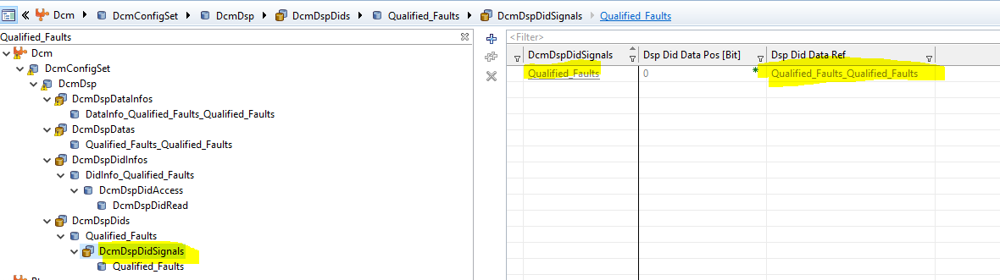 Dcm DcmConfigSet DcmDsp DcmDspDids Qualified_Faults DcmDspDidSignals Qualified_Faults
Qualified_Faults
Dcm
DcmConfigSet
DcmDsp
DcmDspDataInfos
DataInfo_Qualified_Faults_Qualified_Faults
DcmDspDatas
Qualified_Faults_Qualified_Faults
DcmDspDidInfos
DidInfo_Qualified_Faults
DcmDspDidAccess
DcmDspDidRead
DcmDspDids
Qualified_Faults
DcmDspDidSignals
Qualified_Faults
<Filter>
DcmDspDidSignals Dsp Did Data Pos [Bit] Dsp Did Data Ref
Qualified_Faults 0 * Qualified_Faults_Qualified_Faults